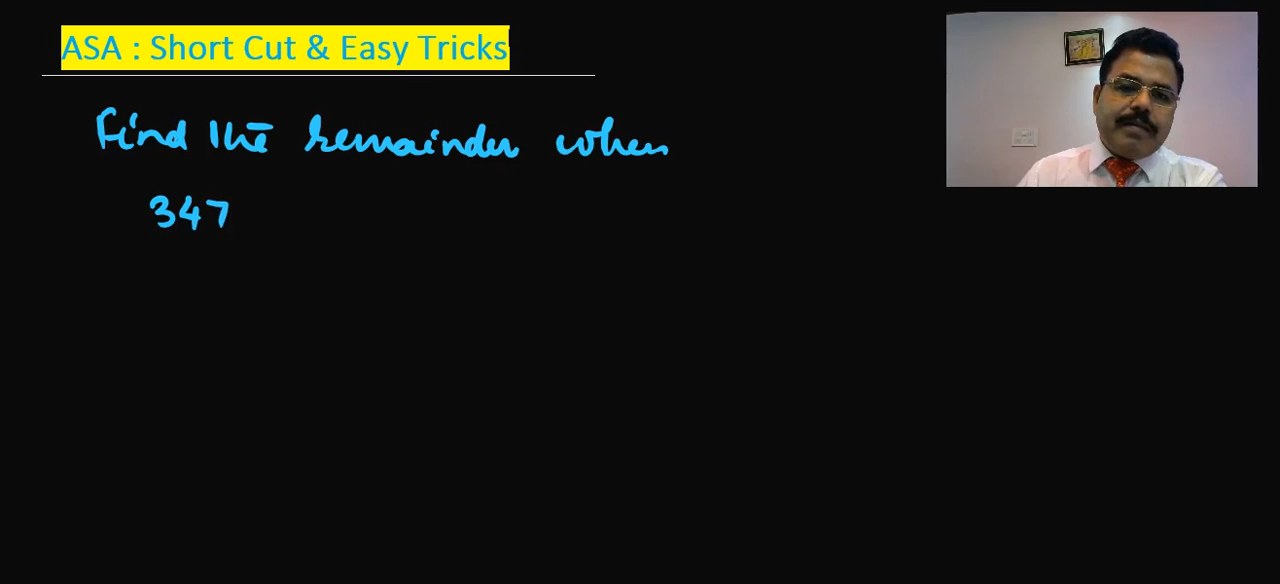 ASA : Short Cut & Easy Tricks
Find the remainder when
347